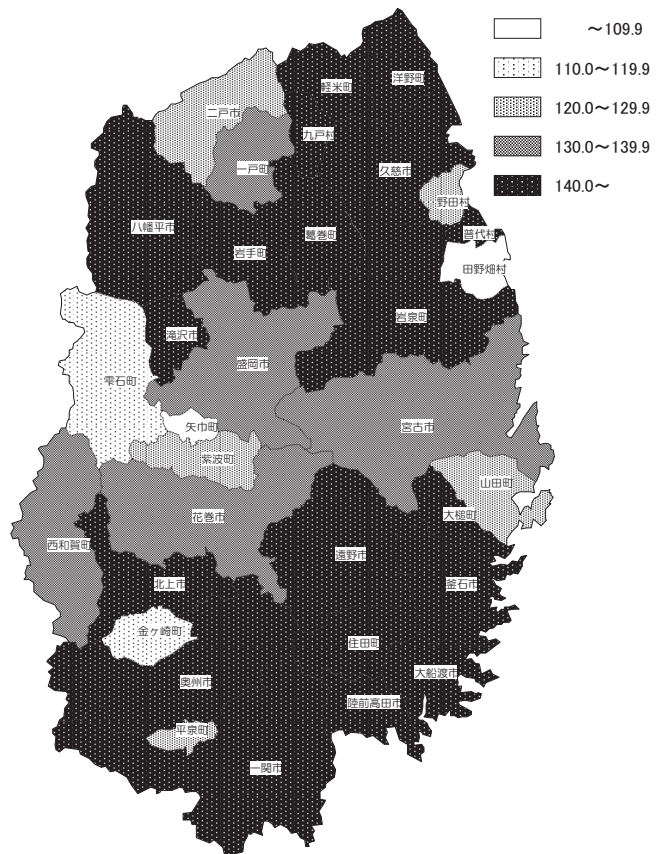 ～109.9
110.0～119.9
120.0～129.9
130.0～139.9
140.0～
洋野町
軽米町
二戸市
九戸村
一戸町
久慈市
野田村
八幡平市
葛巻町
普代村
岩手町
田野畑村
岩泉町
滝沢市
盛岡市
雫石町
矢巾町
宮古市
紫波町
山田町
大槌町
花巻市
西和賀町
遠野市
北上市
釜石市
金ヶ崎町
住田町
大船渡市
奥州市
陸前高田市
平泉町
一関市